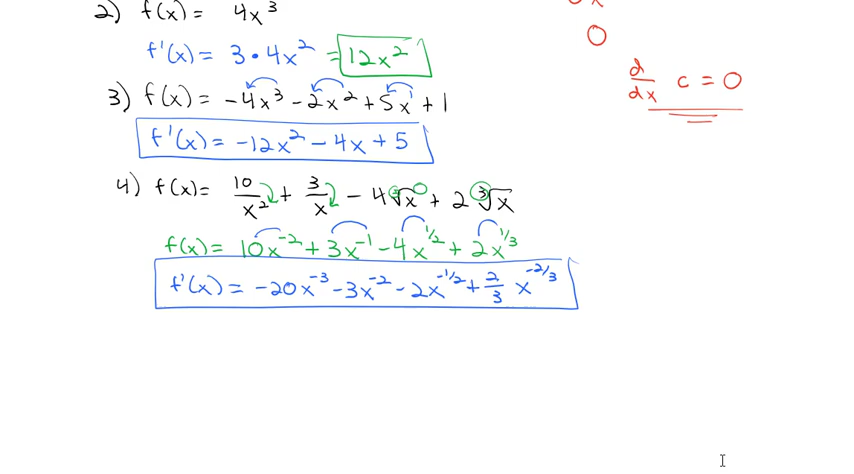 2) f(x) = 4x³
f'(x) = 3 • 4x² = 12x²
0
d/dx c = 0
3) f(x) = -4x³ - 2x² + 5x¹ + 1
f'(x) = -12x² - 4x + 5
4) f(x) = 10/x² + 3/x - 4√x + 2 ∛x
f(x) = 10x⁻² + 3x⁻¹ - 4x^1/2 + 2x^1/3
f'(x) = -20x⁻³ - 3x⁻² - 2x^-1/2 + 2/3 x^-2/3